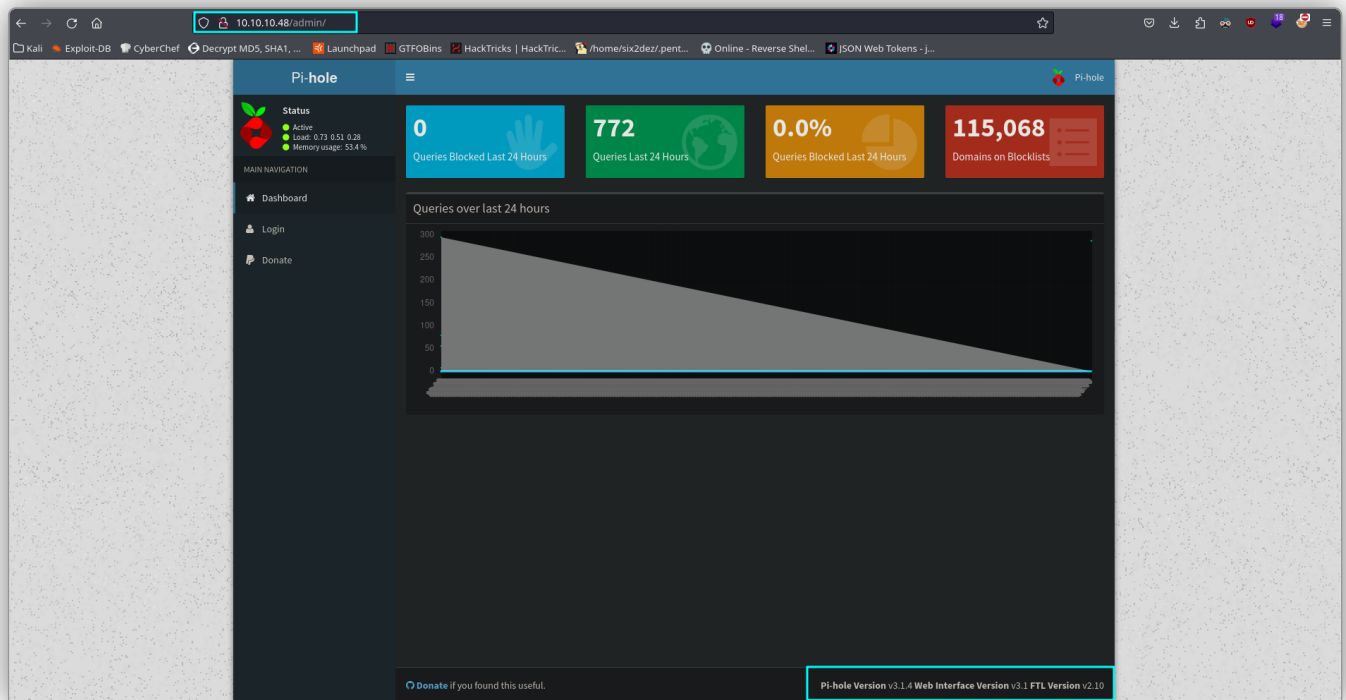 10.10.10.48/admin/
Kali Exploit-DB CyberChef Decrypt MD5, SHA1, ... Launchpad GTFOBins HackTricks | HackTric... /home/six2dez/.pent... Online - Reverse Shel... JSON Web Tokens - j...
18
Pi-hole
Pi-hole
Status
Active
Load: 0.73 0.51 0.28
Memory usage: 53.4 %
MAIN NAVIGATION
Dashboard
Login
Donate
0
Queries Blocked Last 24 Hours
772
Queries Last 24 Hours
0.0%
Queries Blocked Last 24 Hours
115,068
Domains on Blocklists
Queries over last 24 hours
300
250
200
150
100
50
0
Donate if you found this useful.
Pi-hole Version v3.1.4 Web Interface Version v3.1 FTL Version v2.10